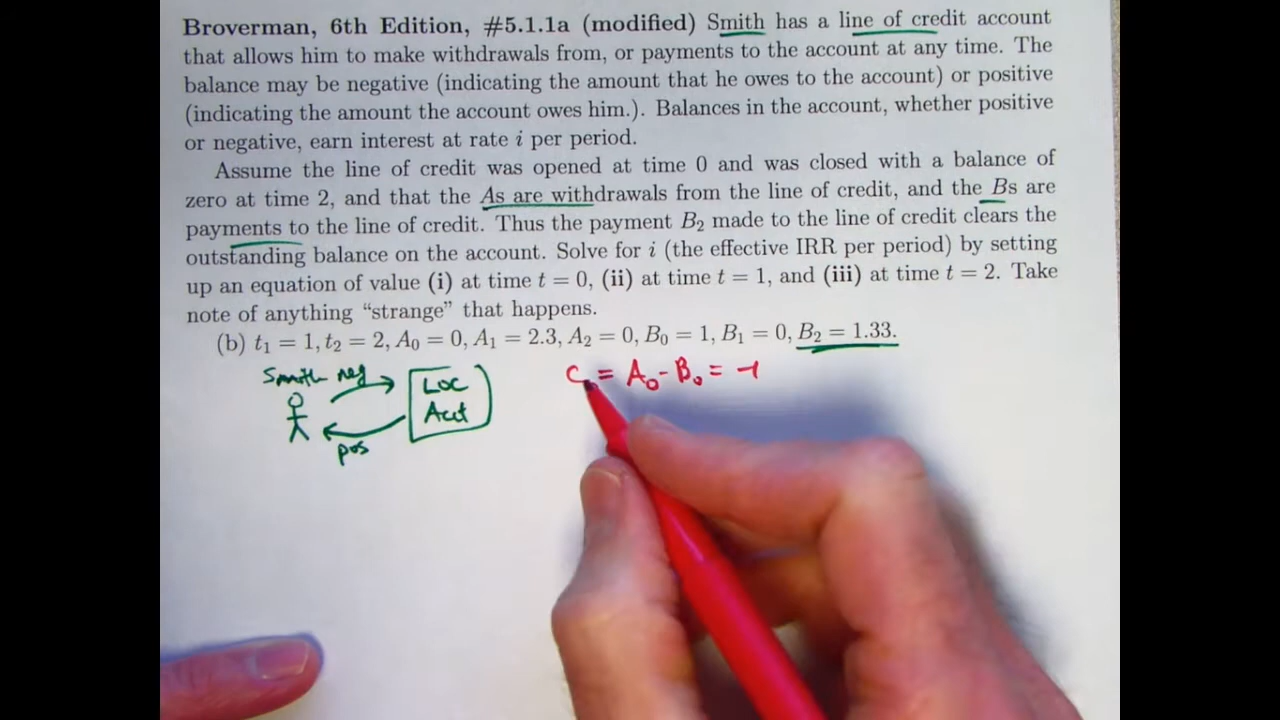 Broverman, 6th Edition, #5.1.1a (modified) Smith has a line of credit account
that allows him to make withdrawals from, or payments to the account at any time. The
balance may be negative (indicating the amount that he owes to the account) or positive
(indicating the amount the account owes him.). Balances in the account, whether positive
or negative, earn interest at rate i per period.
Assume the line of credit was opened at time 0 and was closed with a balance of
zero at time 2, and that the As are withdrawals from the line of credit, and the Bs are
payments to the line of credit. Thus the payment B₂ made to the line of credit clears the
outstanding balance on the account. Solve for i (the effective IRR per period) by setting
up an equation of value (i) at time t = 0, (ii) at time t = 1, and (iii) at time t = 2. Take
note of anything “strange” that happens.
(b) t₁ = 1, t₂ = 2, A₀ = 0, A₁ = 2.3, A₂ = 0, B₀ = 1, B₁ = 0, B₂ = 1.33.
Smith neg
LOC
Acct
pos
C₀ = A₀ - B₀ = -1